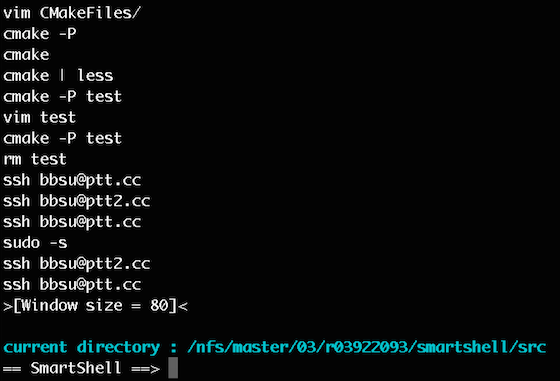 vim CMakeFiles/
cmake -P
cmake
cmake | less
cmake -P test
vim test
cmake -P test
rm test
ssh bbsu@ptt.cc
ssh bbsu@ptt2.cc
ssh bbsu@ptt.cc
sudo -s
ssh bbsu@ptt2.cc
ssh bbsu@ptt.cc
>[Window size = 80]<
current directory : /nfs/master/03/r03922093/smartshell/src
== SmartShell ==>